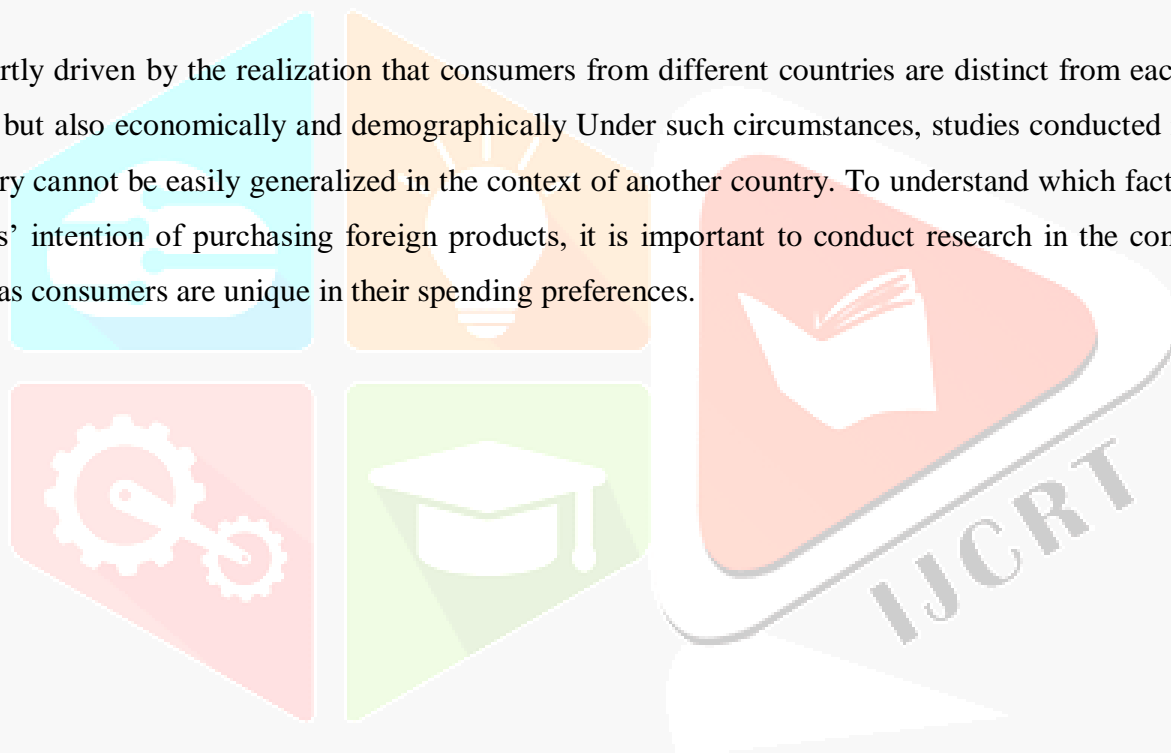 rtly driven by the realization that consumers from different countries are distinct from eac
but also economically and demographically Under such circumstances, studies conducted
ry cannot be easily generalized in the context of another country. To understand which fact
s’ intention of purchasing foreign products, it is important to conduct research in the con
as consumers are unique in their spending preferences.
IJCRT